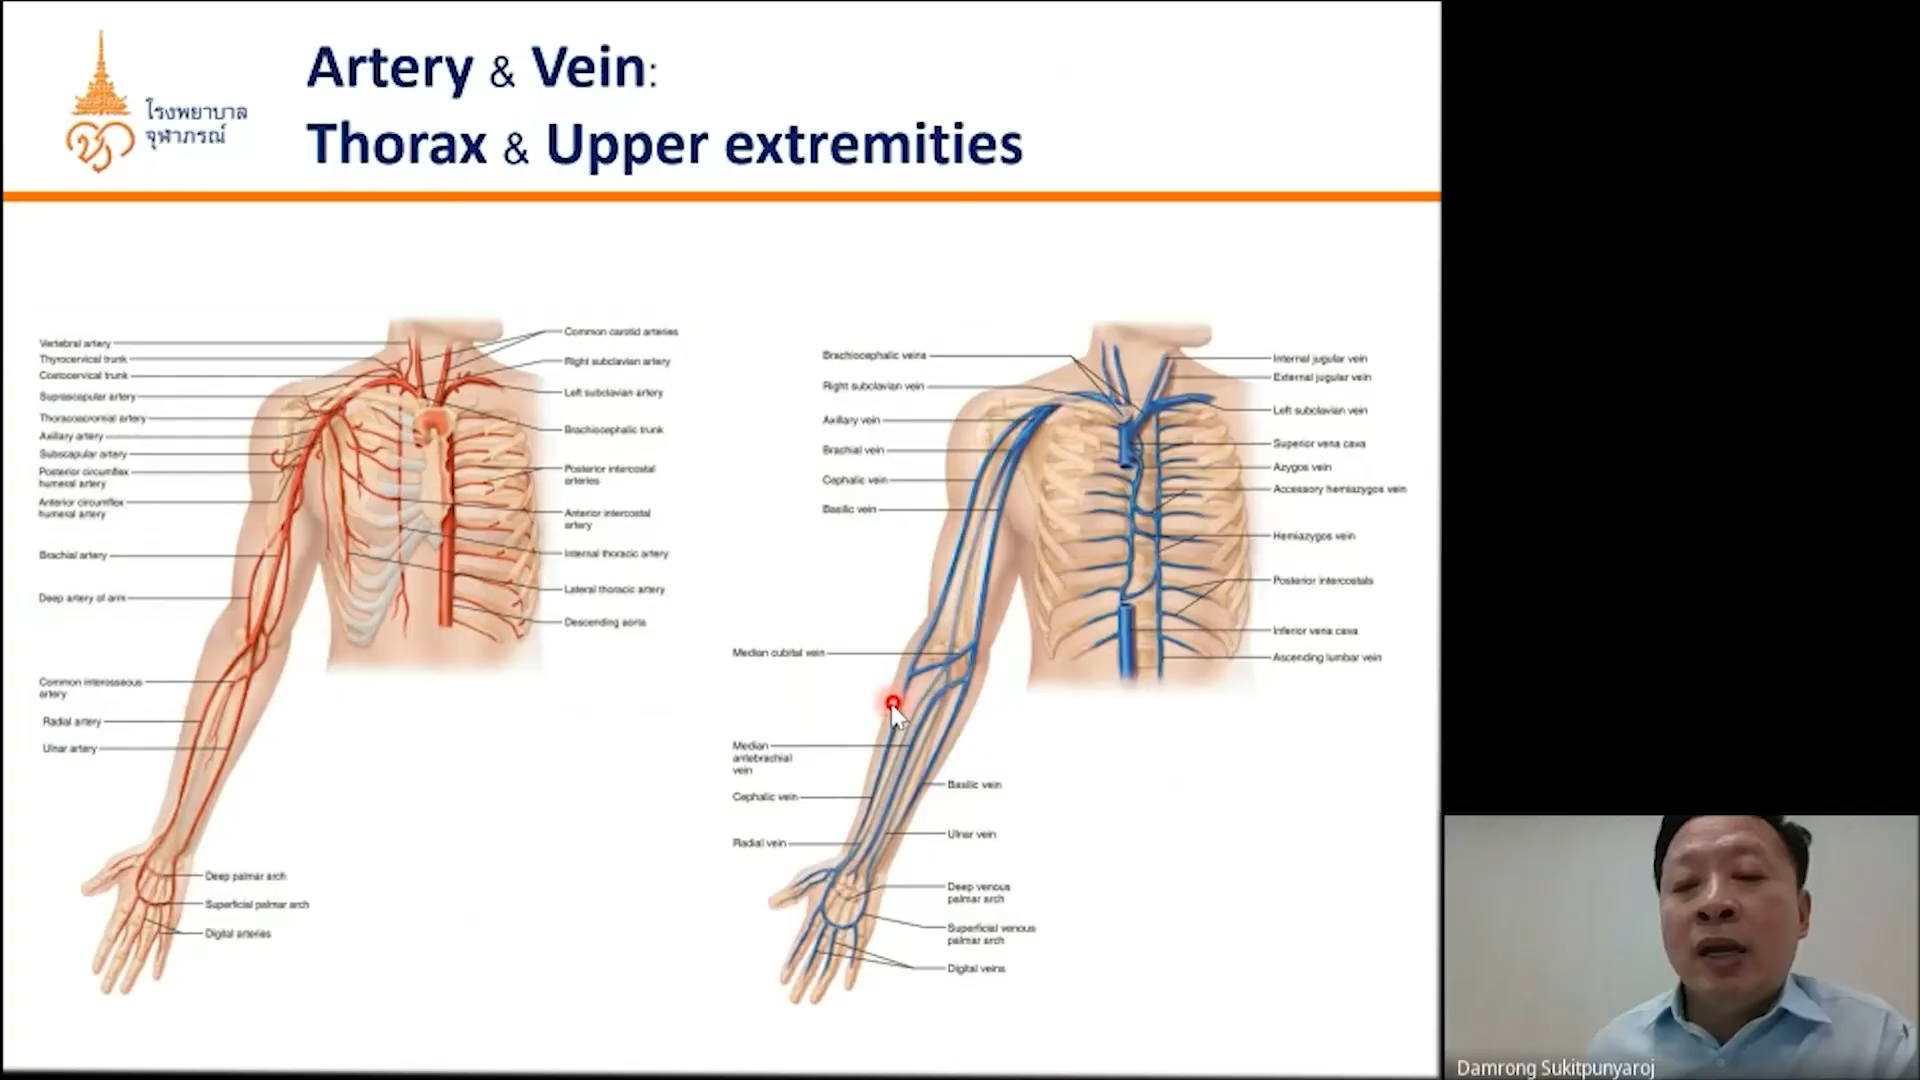 โรงพยาบาล
จุฬาภรณ์
Artery & Vein:
Thorax & Upper extremities
Vertebral artery
Thyrocervical trunk
Costocervical trunk
Suprascapular artery
Thoracoacromial artery
Axillary artery
Subscapular artery
Posterior circumflex
humeral artery
Anterior circumflex
humeral artery
Brachial artery
Deep artery of arm
Common interosseous
artery
Radial artery
Ulnar artery
Common carotid arteries
Right subclavian artery
Left subclavian artery
Brachiocephalic trunk
Posterior intercostal
arteries
Anterior intercostal
artery
Internal thoracic artery
Lateral thoracic artery
Descending aorta
Deep palmar arch
Superficial palmar arch
Digital arteries
Brachiocephalic veins
Right subclavian vein
Axillary vein
Brachial vein
Cephalic vein
Basilic vein
Median cubital vein
Median
antebrachial
vein
Cephalic vein
Radial vein
Internal jugular vein
External jugular vein
Left subclavian vein
Superior vena cava
Azygos vein
Accessory hemiazygos vein
Hemiazygos vein
Posterior intercostals
Inferior vena cava
Ascending lumbar vein
Basilic vein
Ulnar vein
Deep venous
palmar arch
Superficial venous
palmar arch
Digital veins
Damrong Sukitpunyaroj